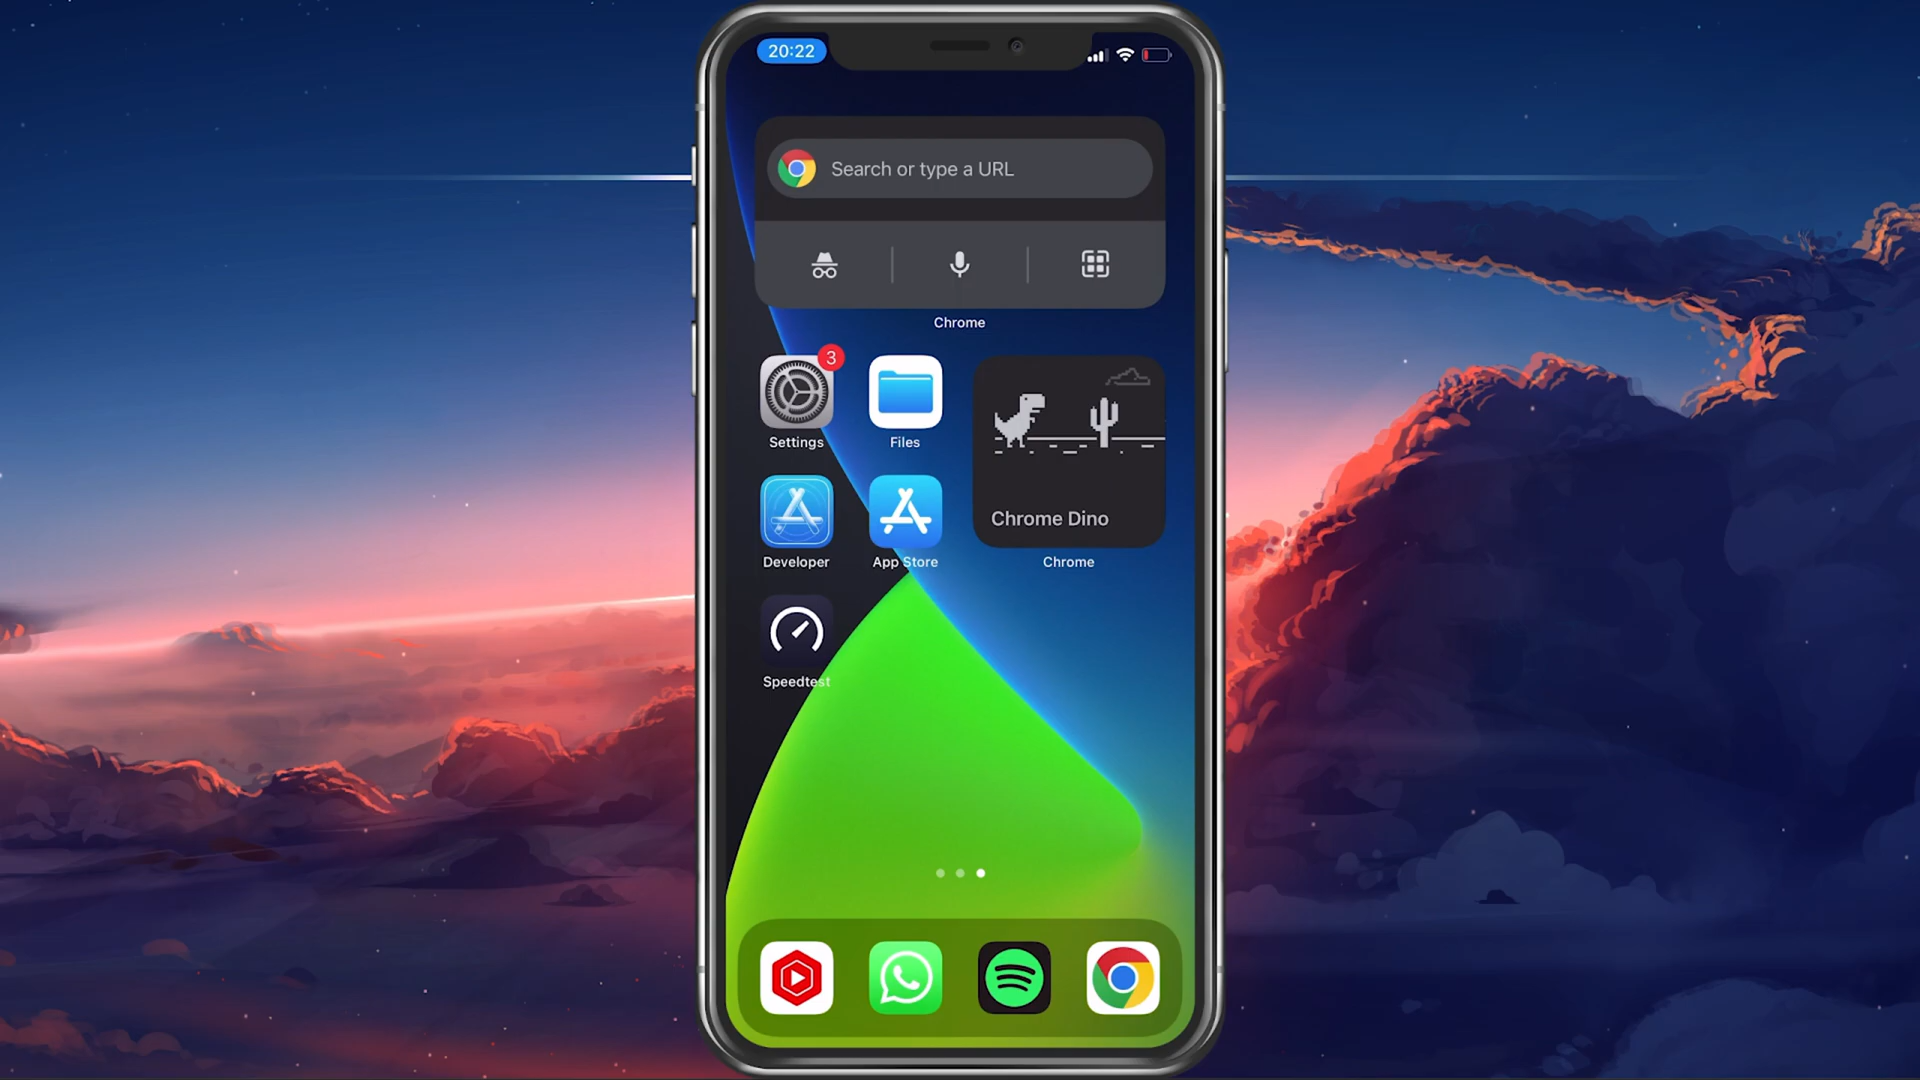 20:22
Search or type a URL
Chrome
3
Settings
Files
Chrome Dino
Developer
App Store
Chrome
Speedtest